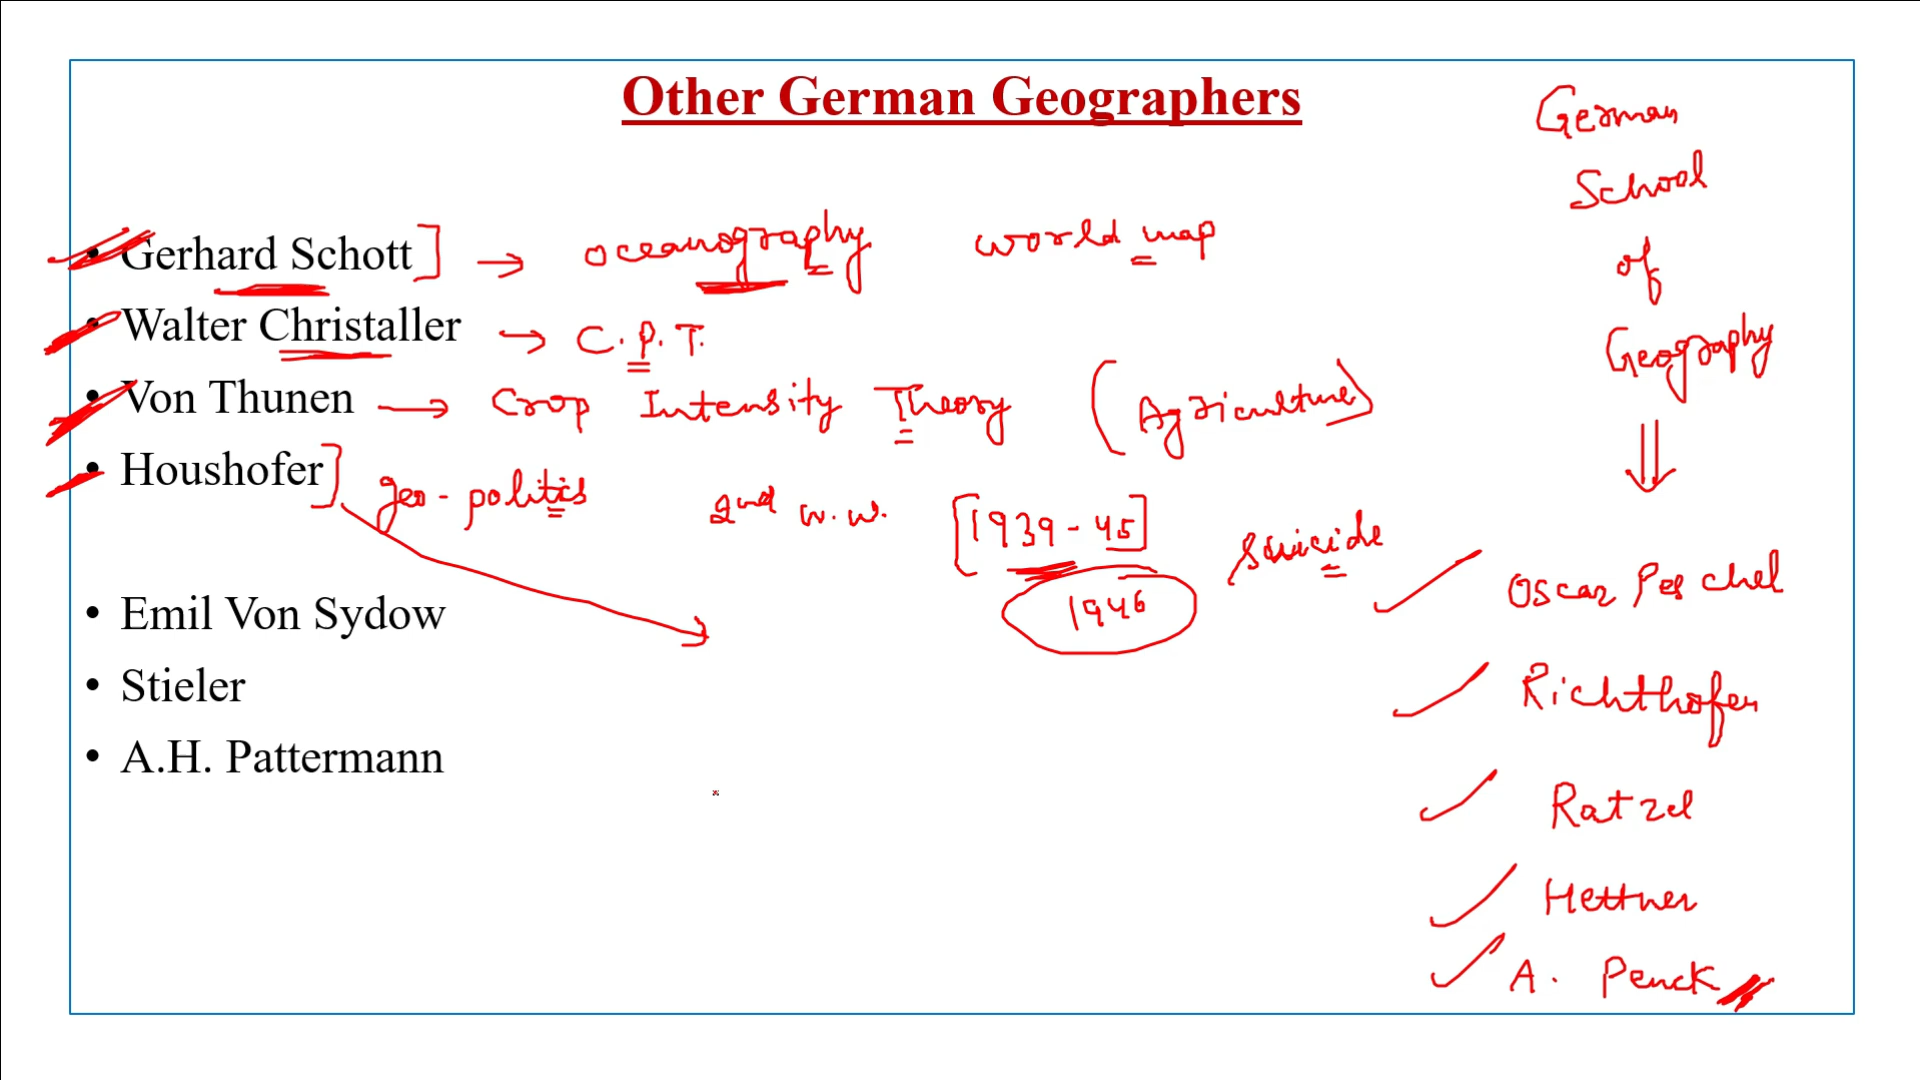 Other German Geographers
• Gerhard Schott] → oceanography world map
• Walter Christaller → C.P.T.
• Von Thunen → Crop Intensity Theory (Agriculture)
• Houshofer] geo-politics 2nd w.w. [1939-45] Suicide
1946
• Emil Von Sydow
• Stieler
• A.H. Pattermann
German
School
of
Geography
Oscar Peschel
Richthofen
Ratzel
Hettner
A. Penck